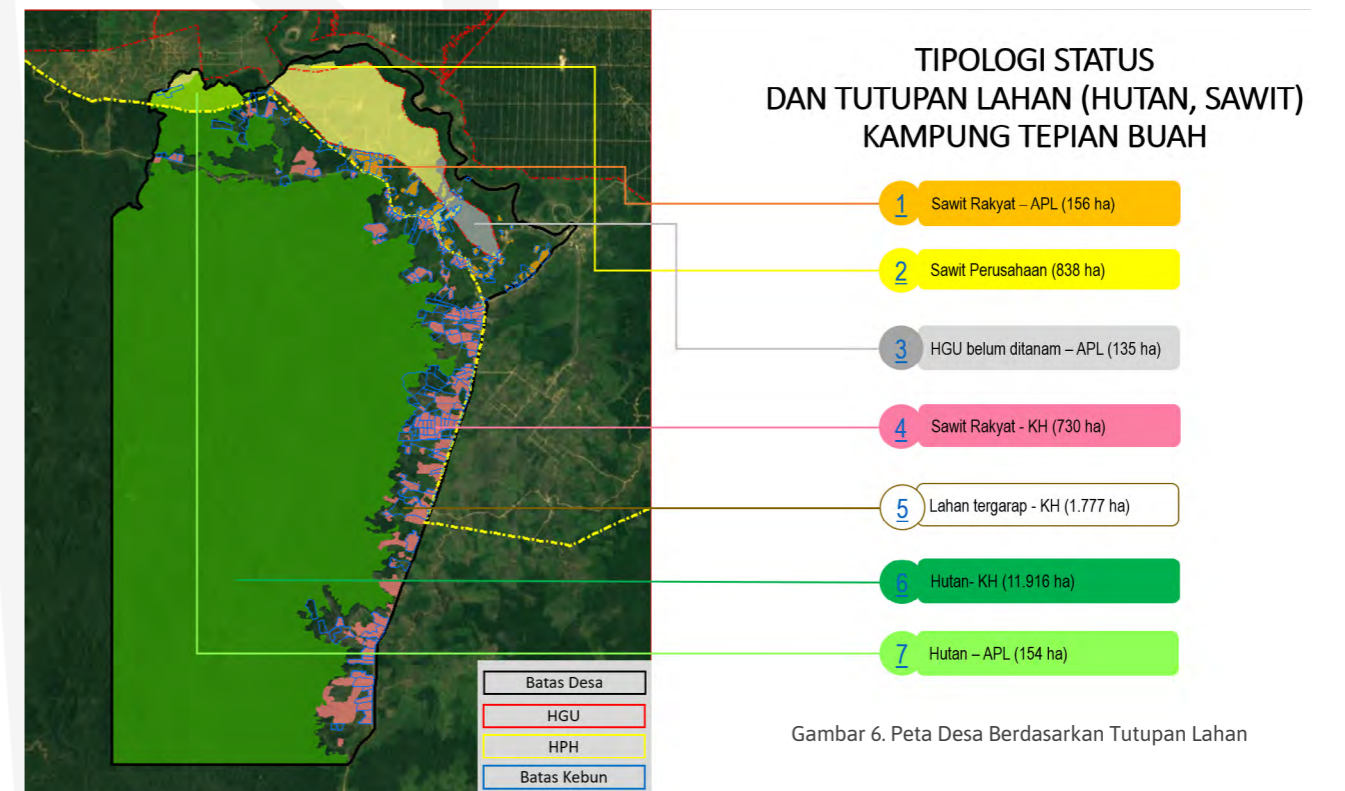 TIPOLOGI STATUS
DAN TUTUPAN LAHAN (HUTAN, SAWIT)
KAMPUNG TEPIAN BUAH
1 Sawit Rakyat – APL (156 ha)
2 Sawit Perusahaan (838 ha)
3 HGU belum ditanam – APL (135 ha)
4 Sawit Rakyat - KH (730 ha)
5 Lahan tergarap - KH (1.777 ha)
6 Hutan- KH (11.916 ha)
7 Hutan – APL (154 ha)
Batas Desa
HGU
HPH
Batas Kebun
Gambar 6. Peta Desa Berdasarkan Tutupan Lahan